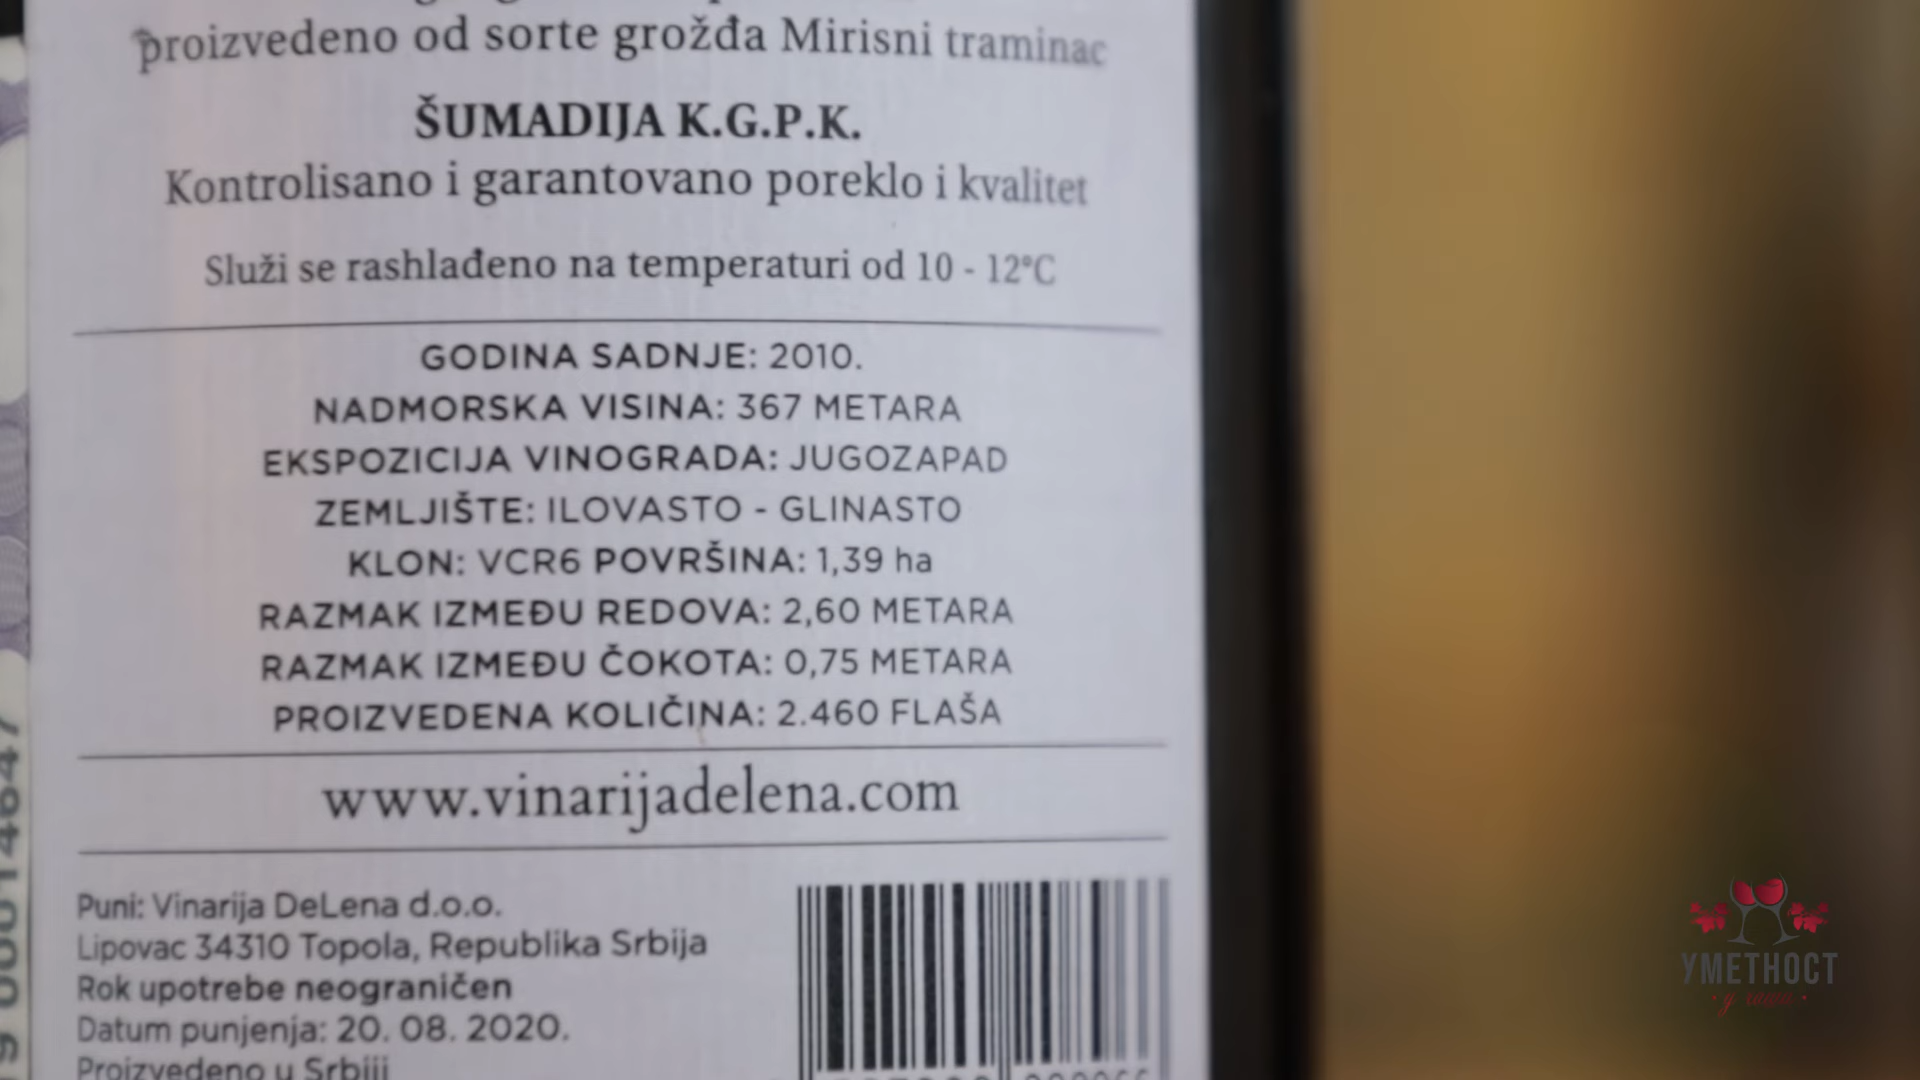 proizvedeno od sorte grožđa Mirisni traminac
ŠUMADIJA K.G.P.K.
Kontrolisano i garantovano poreklo i kvalitet
Služi se rashlađeno na temperaturi od 10 - 12°C
GODINA SADNJE: 2010.
NADMORSKA VISINA: 367 METARA
EKSPOZICIJA VINOGRADA: JUGOZAPAD
ZEMLJIŠTE: ILOVASTO - GLINASTO
KLON: VCR6 POVRŠINA: 1,39 ha
RAZMAK IZMEĐU REDOVA: 2,60 METARA
RAZMAK IZMEĐU ČOKOTA: 0,75 METARA
PROIZVEDENA KOLIČINA: 2.460 FLAŠA
www.vinarijadelena.com
Puni: Vinarija DeLena d.o.o.
Lipovac 34310 Topola, Republika Srbija
Rok upotrebe neograničen
Datum punjenja: 20. 08. 2020.
Proizvedeno u Srbiji
УМЕТНОСТ